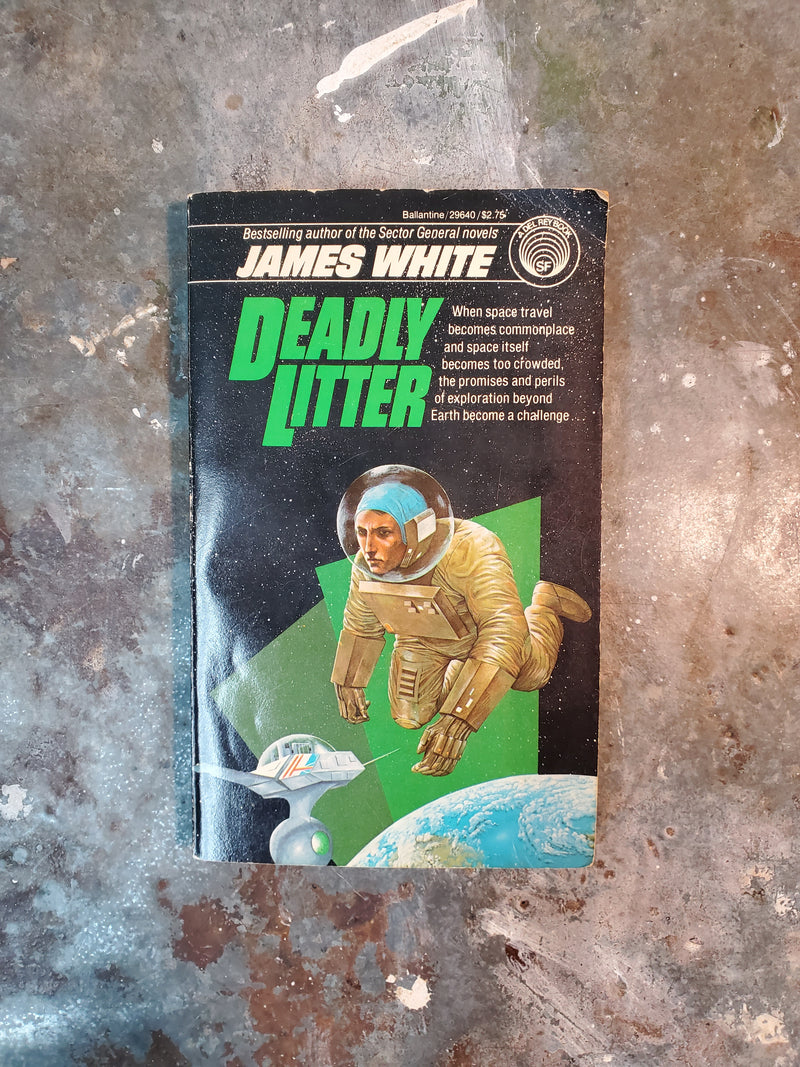 Ballantine/29640/$2.75
Bestselling author of the Sector General novels
JAMES WHITE
A DEL REY BOOK
SF
DEADLY
LITTER
When space travel
becomes commonplace
and space itself
becomes too crowded,
the promises and perils
of exploration beyond
Earth become a challenge...